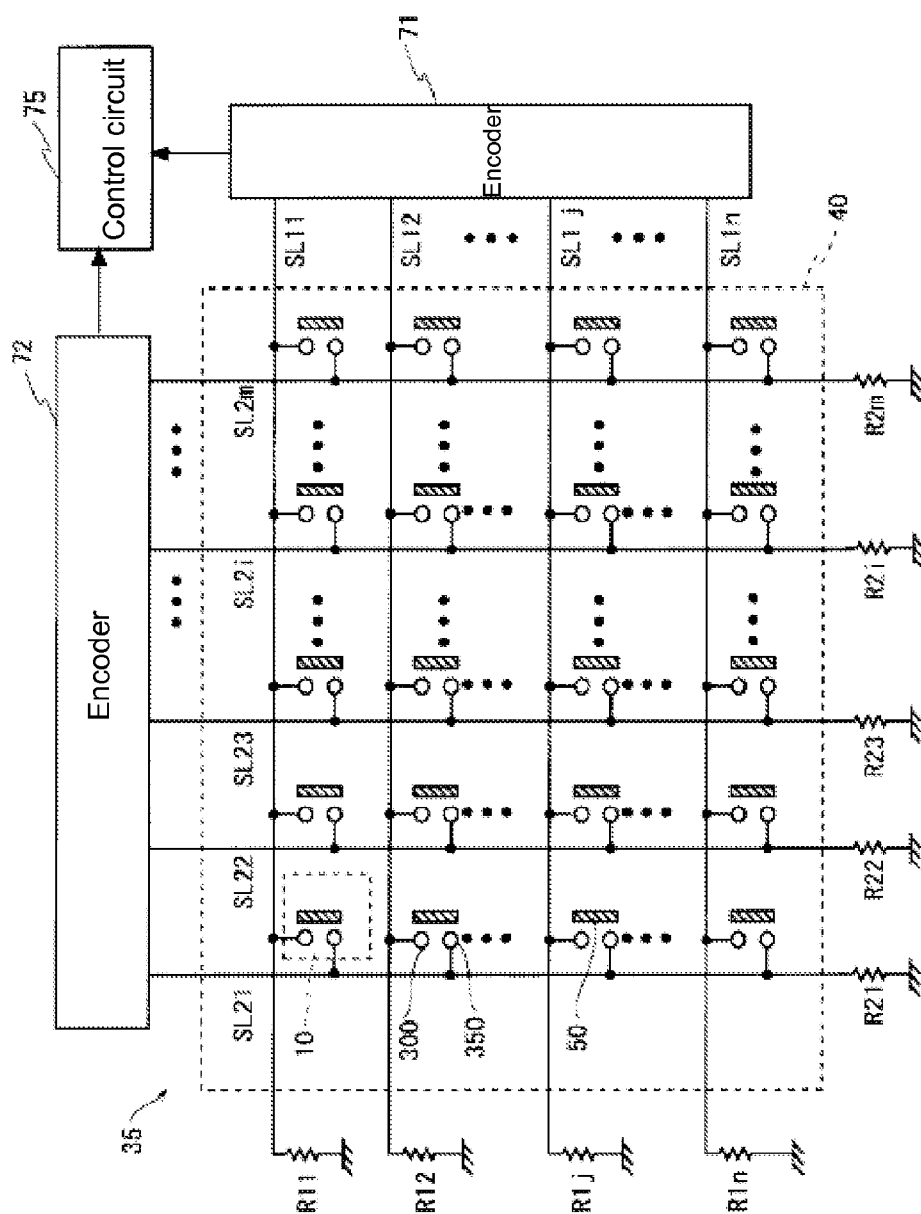 35
72
Encoder
75
Control circuit
71
Encoder
SL21
SL22
SL23
SL2i
SL2m
SL11
SL12
SL1j
SL1n
40
10
300
350
50
R11
R12
R1j
R1n
R21
R22
R23
R2i
R2m